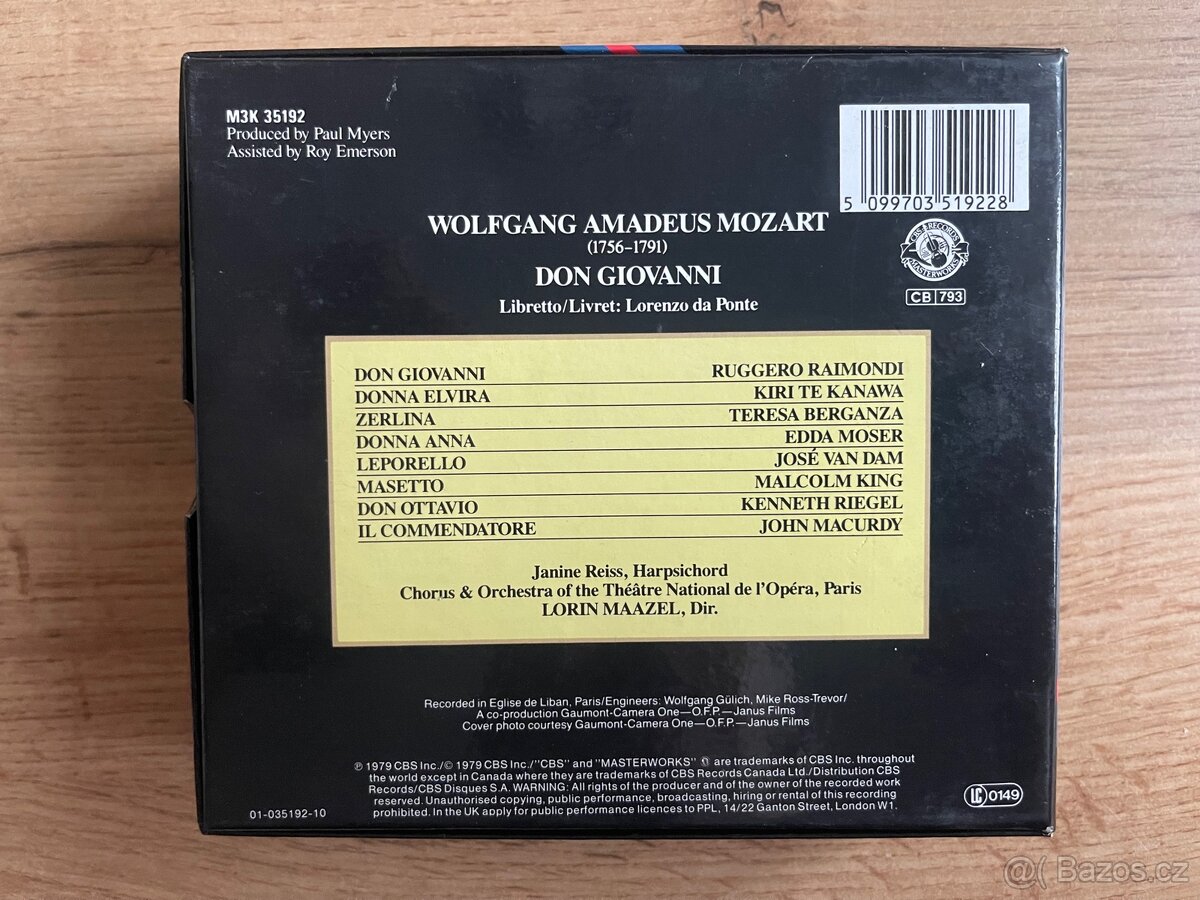 M3K 35192
Produced by Paul Myers
Assisted by Roy Emerson
5 099703 519228
CBS RECORDS
MASTERWORKS
CB 793
WOLFGANG AMADEUS MOZART
(1756–1791)
DON GIOVANNI
Libretto/Livret: Lorenzo da Ponte
DON GIOVANNI RUGGERO RAIMONDI
DONNA ELVIRA KIRI TE KANAWA
ZERLINA TERESA BERGANZA
DONNA ANNA EDDA MOSER
LEPORELLO JOSÉ VAN DAM
MASETTO MALCOLM KING
DON OTTAVIO KENNETH RIEGEL
IL COMMENDATORE JOHN MACURDY
Janine Reiss, Harpsichord
Chorus & Orchestra of the Théâtre National de l'Opéra, Paris
LORIN MAAZEL, Dir.
Recorded in Eglise de Liban, Paris/Engineers: Wolfgang Gülich, Mike Ross-Trevor/
A co-production Gaumont-Camera One—O.F.P.—Janus Films
Cover photo courtesy Gaumont-Camera One—O.F.P.—Janus Films
℗ 1979 CBS Inc./© 1979 CBS Inc./"CBS" and "MASTERWORKS" are trademarks of CBS Inc. throughout
the world except in Canada where they are trademarks of CBS Records Canada Ltd./Distribution CBS
Records/CBS Disques S.A. WARNING: All rights of the producer and of the owner of the recorded work
reserved. Unauthorised copying, public performance, broadcasting, hiring or rental of this recording
prohibited. In the UK apply for public performance licences to PPL, 14/22 Ganton Street, London W1.
01-035192-10
LC 0149
Bazos.cz